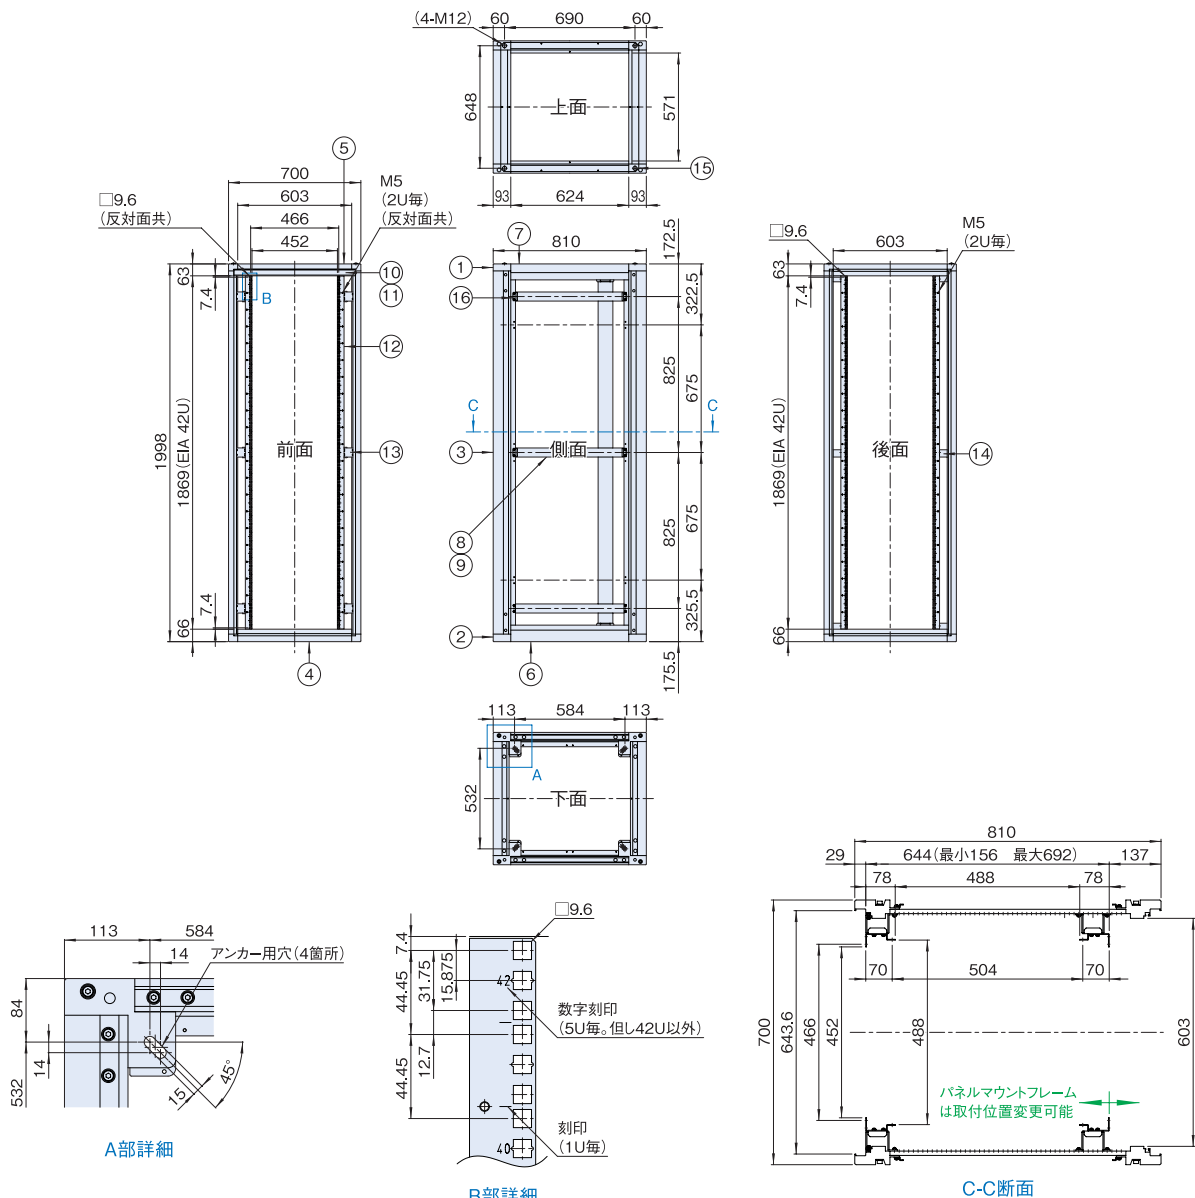 (4-M12)
60
690
60
648
571
上面
⑮
93
624
93
⑤
700
603
466
452
□9.6
(反対面共)
M5
(2U毎)
(反対面共)
63
7.4
B
⑩
⑪
⑫
1998
1869(EIA 42U)
前面
⑬
7.4
66
④
⑦
810
172.5
①
⑯
322.5
825
675
C
C
③
側面
⑧
⑨
825
675
②
⑥
325.5
175.5
□9.6
603
M5
(2U毎)
63
7.4
1869(EIA 42U)
後面
⑭
66
113
584
113
A
532
下面
113
584
14
アンカー用穴(4箇所)
84
14
532
15
45°
A部詳細
□9.6
7.4
44.45
31.75
15.875
42
数字刻印
(5U毎。但し42U以外)
12.7
44.45
刻印
(1U毎)
40
B部詳細
810
29
644(最小156 最大692)
137
78
488
78
70
504
70
700
643.6
466
452
488
603
パネルマウントフレーム
は取付位置変更可能
C-C断面